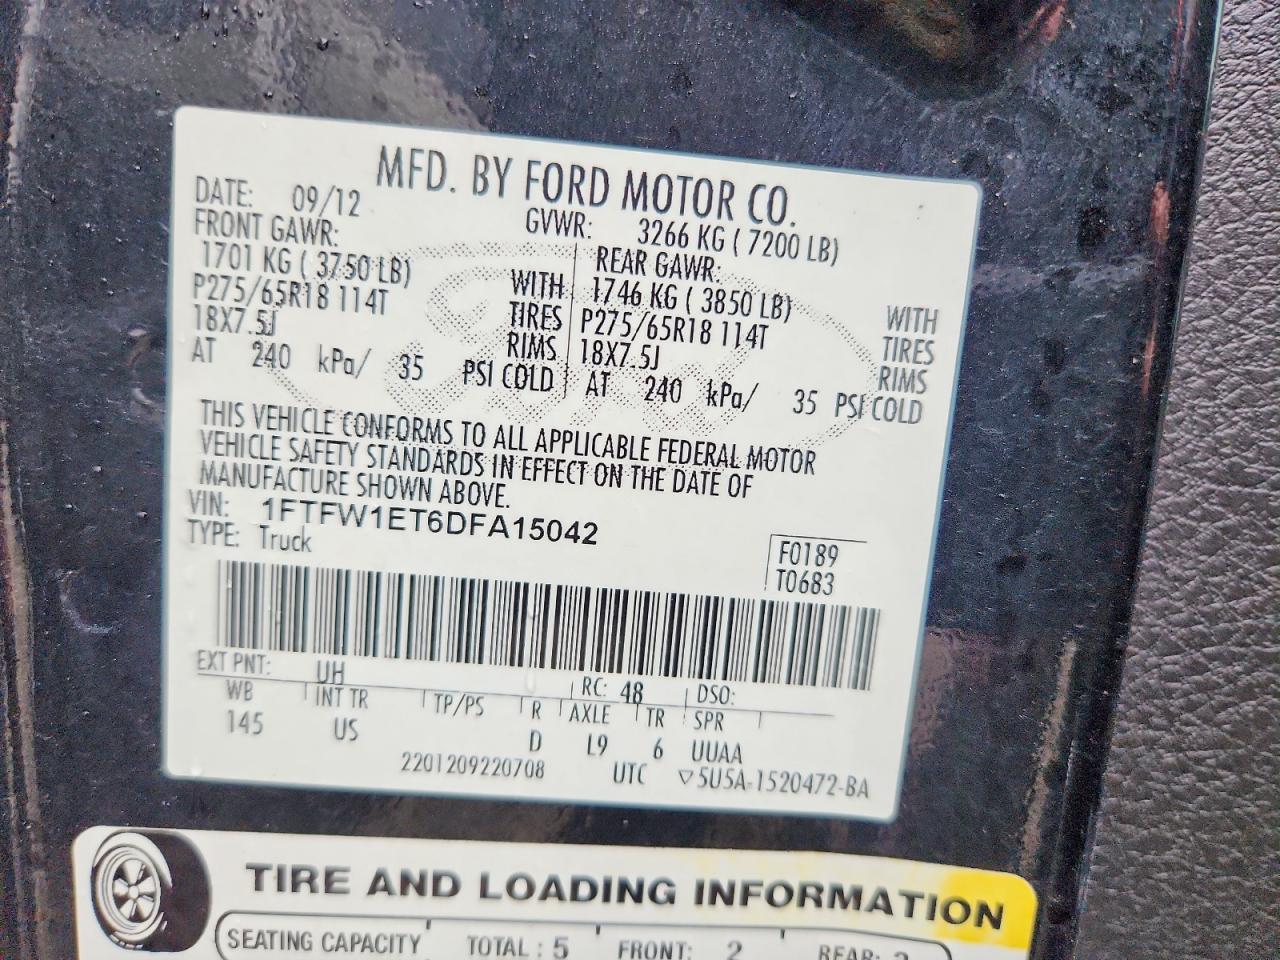 MFD. BY FORD MOTOR CO.
DATE: 09/12 GVWR: 3266 KG ( 7200 LB)
FRONT GAWR: REAR GAWR:
1701 KG ( 3750 LB) WITH 1746 KG ( 3850 LB) WITH
P275/65R18 114T TIRES P275/65R18 114T TIRES
18X7.5J RIMS 18X7.5J RIMS
AT 240 kPa/ 35 PSI COLD AT 240 kPa/ 35 PSI COLD
THIS VEHICLE CONFORMS TO ALL APPLICABLE FEDERAL MOTOR
VEHICLE SAFETY STANDARDS IN EFFECT ON THE DATE OF
MANUFACTURE SHOWN ABOVE.
VIN: 1FTFW1ET6DFA15042
TYPE: Truck
F0189
T0683
EXT PNT: UH RC: 48 DSO:
WB INT TR TP/PS R AXLE TR SPR
145 US D L9 6 UUAA
2201209220708 UTC ▽5U5A-1520472-BA
TIRE AND LOADING INFORMATION
SEATING CAPACITY TOTAL : 5 FRONT: 2 REAR: